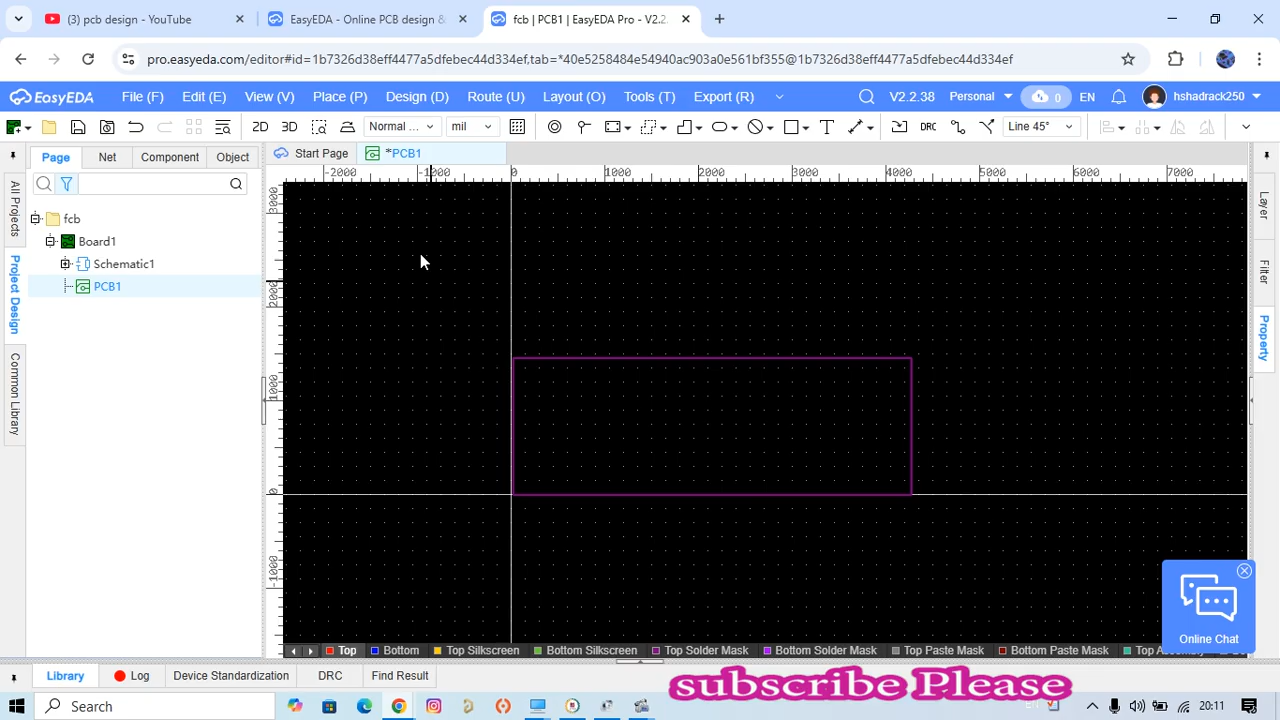 (3) pcb design - YouTube
EasyEDA - Online PCB design &
fcb | PCB1 | EasyEDA Pro - V2.2.
pro.easyeda.com/editor#id=1b7326d38eff4477a5dfebec44d334ef,tab=*40e5258484e54940ac903a0e561bf355@1b7326d38eff4477a5dfebec44d334ef
EasyEDA
File (F)
Edit (E)
View (V)
Place (P)
Design (D)
Route (U)
Layout (O)
Tools (T)
Export (R)
V2.2.38
Personal
0
EN
hshadrack250
2D
3D
Normal ...
mil
DRC
Line 45°
Page
Net
Component
Object
Start Page
*PCB1
-2000
-1000
0
1000
2000
3000
4000
5000
6000
7000
3000
2000
1000
0
-1000
All Projects
Project Design
Common Library
fcb
Board1
Schematic1
PCB1
Layer
Filter
Property
Online Chat
Top
Bottom
Top Silkscreen
Bottom Silkscreen
Top Solder Mask
Bottom Solder Mask
Top Paste Mask
Bottom Paste Mask
Library
Log
Device Standardization
DRC
Find Result
subscribe Please
Search
20:11